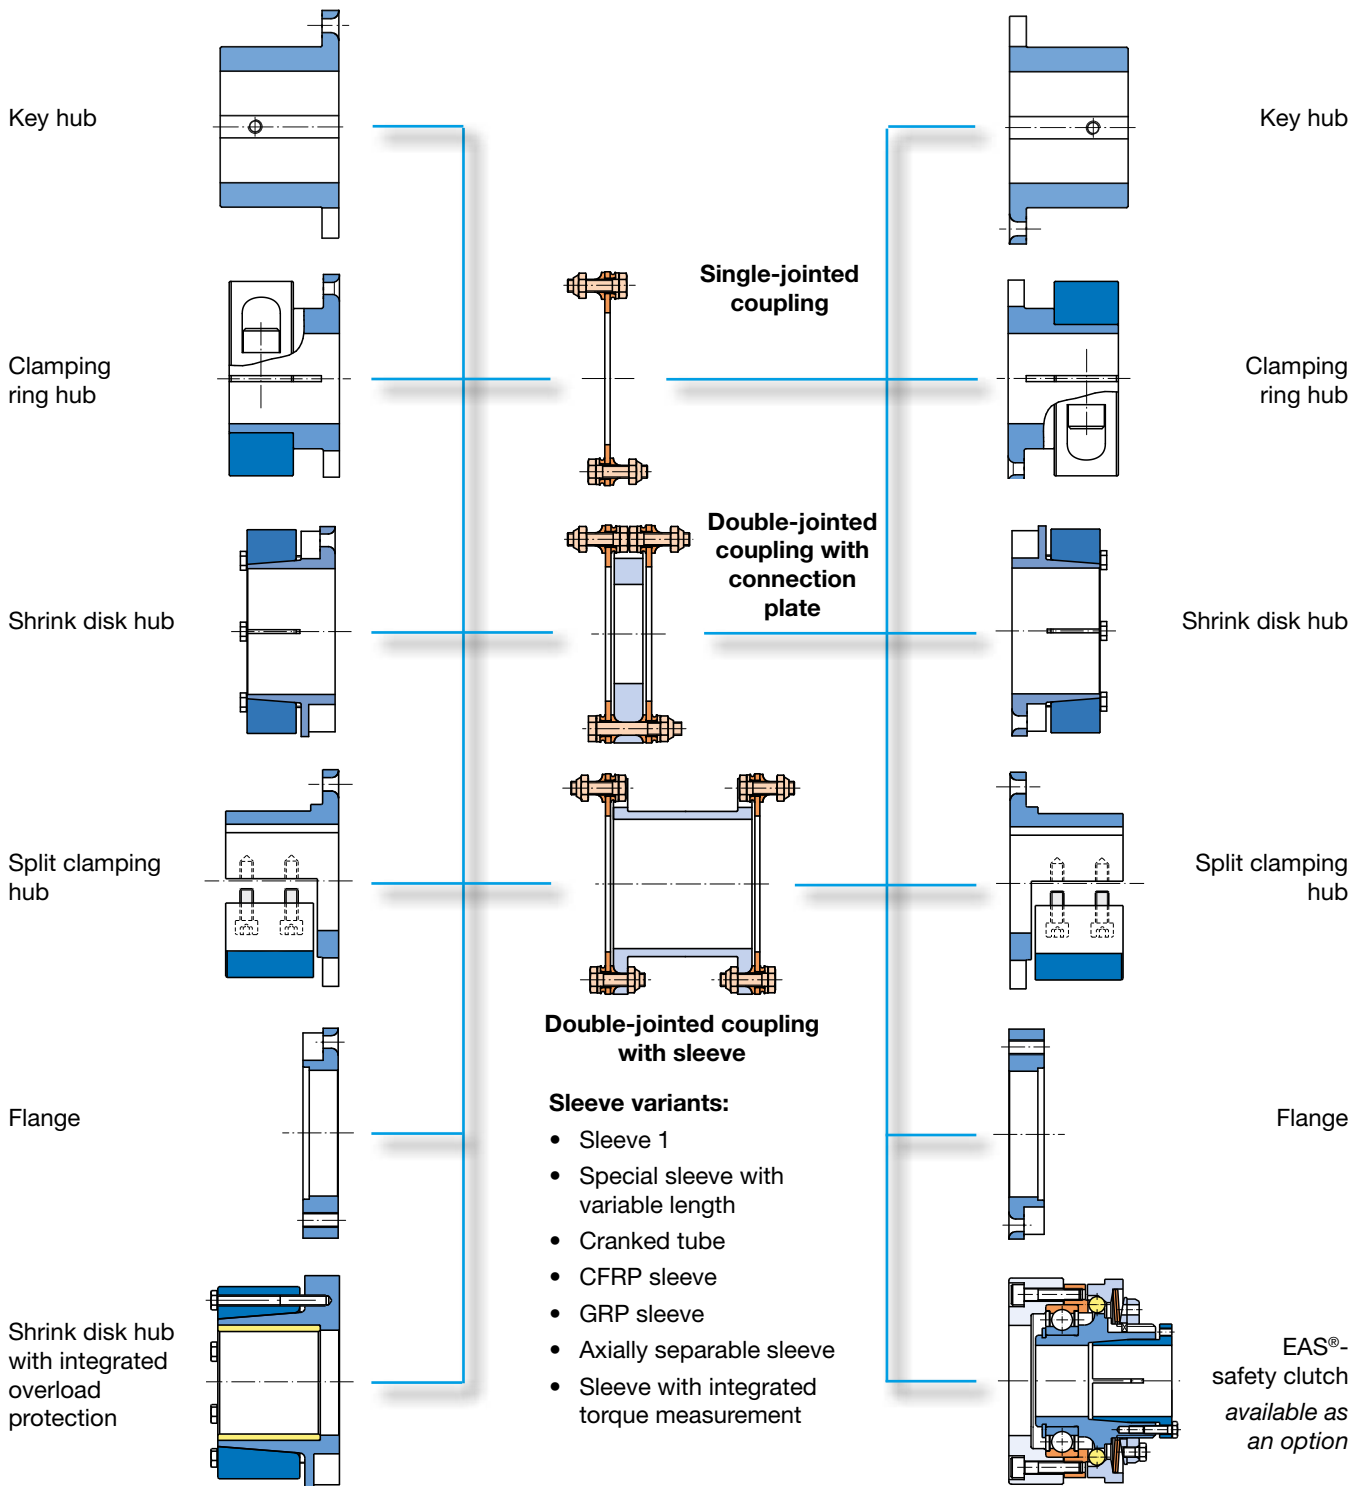 Key hub
Key hub
Single-jointed
coupling
Clamping
ring hub
Clamping
ring hub
Double-jointed
coupling with
connection
plate
Shrink disk hub
Shrink disk hub
Split clamping
hub
Split clamping
hub
Double-jointed coupling
with sleeve
Flange
Flange
Sleeve variants:
• Sleeve 1
• Special sleeve with
variable length
• Cranked tube
• CFRP sleeve
• GRP sleeve
• Axially separable sleeve
• Sleeve with integrated
torque measurement
Shrink disk hub
with integrated
overload
protection
EAS®-
safety clutch
available as
an option